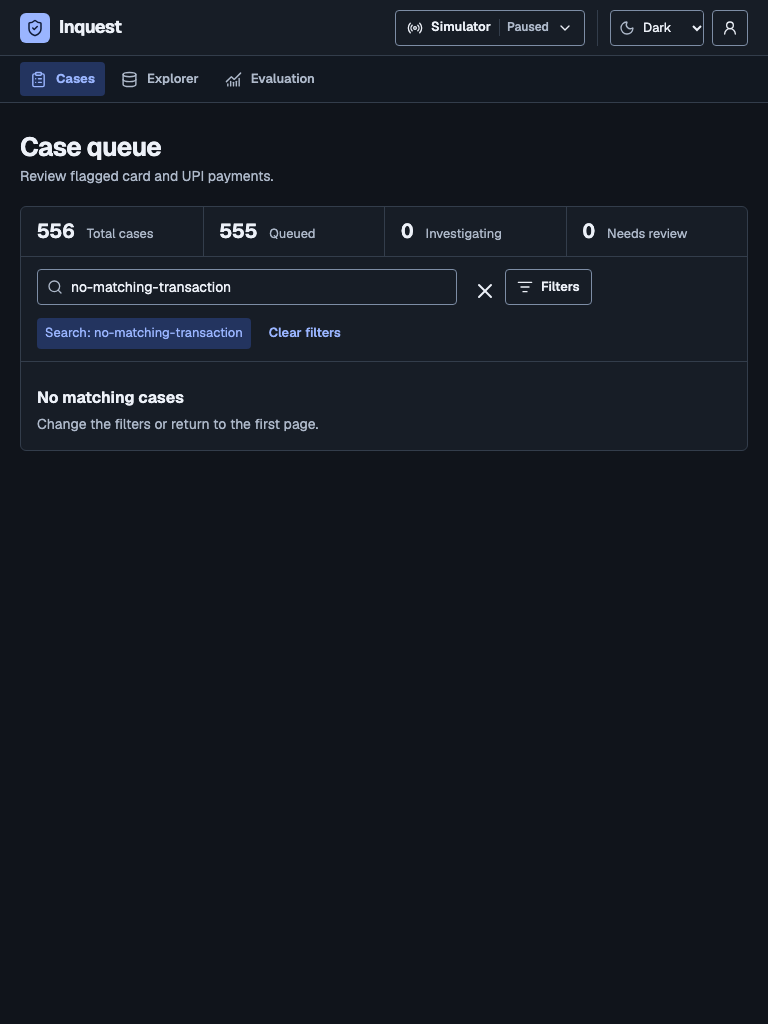 Inquest
Simulator Paused
Dark
Cases
Explorer
Evaluation
Case queue
Review flagged card and UPI payments.
556 Total cases
555 Queued
0 Investigating
0 Needs review
no-matching-transaction
Filters
Search: no-matching-transaction
Clear filters
No matching cases
Change the filters or return to the first page.